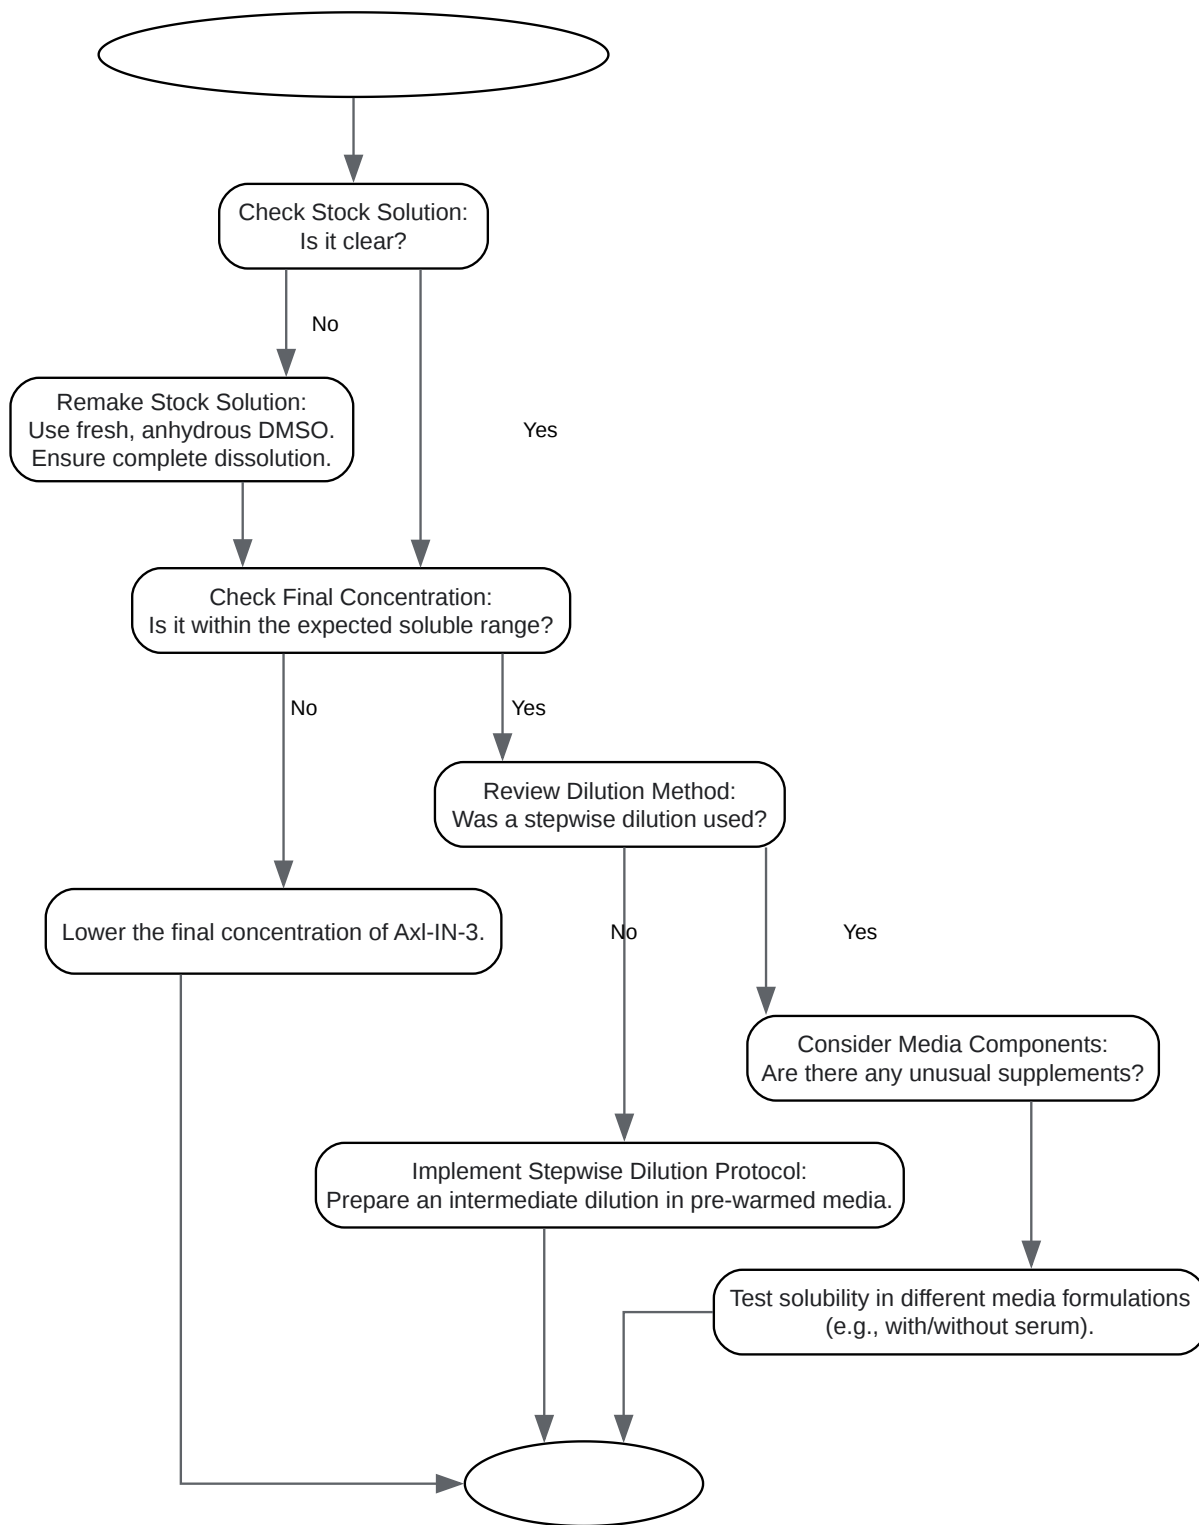 Check Stock Solution:
Is it clear?
No
Remake Stock Solution:
Use fresh, anhydrous DMSO.
Ensure complete dissolution.
Yes
Check Final Concentration:
Is it within the expected soluble range?
No
Yes
Review Dilution Method:
Was a stepwise dilution used?
Lower the final concentration of Axl-IN-3.
No
Yes
Consider Media Components:
Are there any unusual supplements?
Implement Stepwise Dilution Protocol:
Prepare an intermediate dilution in pre-warmed media.
Test solubility in different media formulations
(e.g., with/without serum).